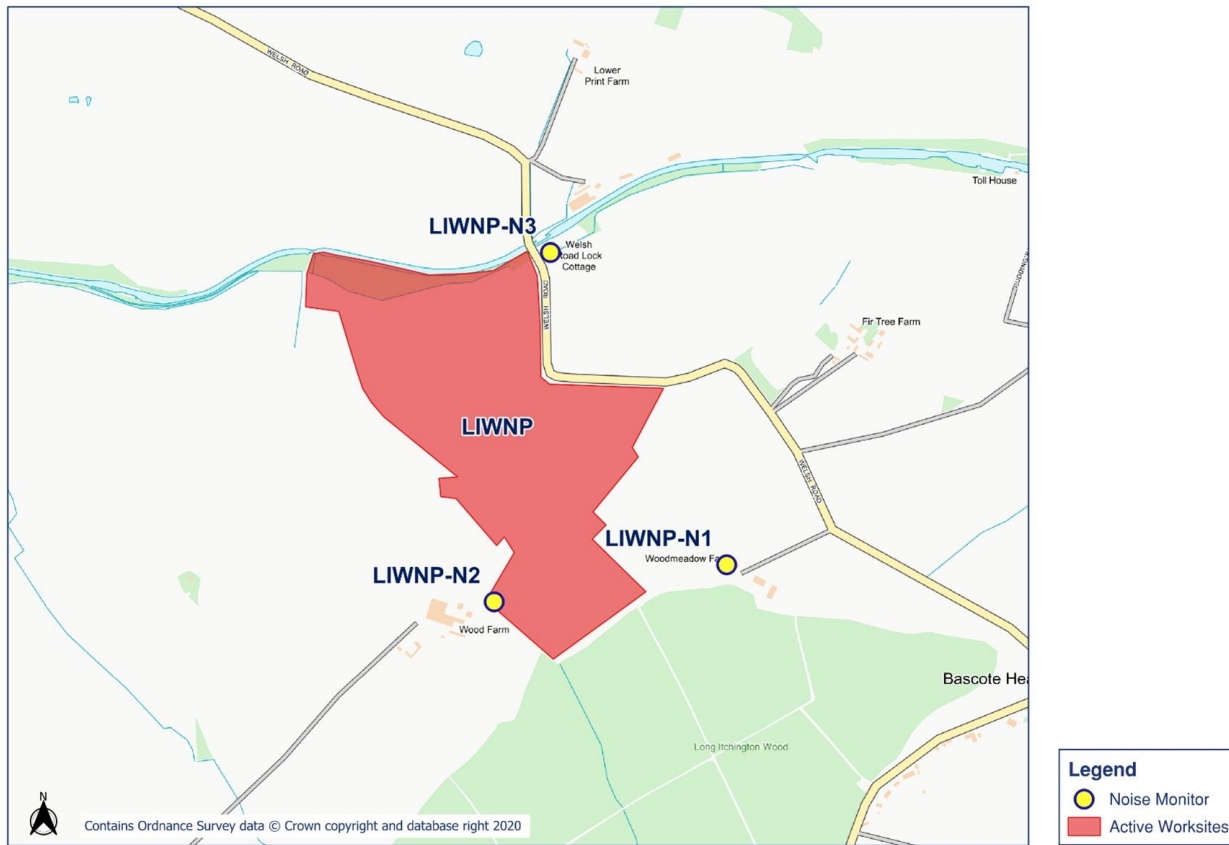 WELSH ROAD
Lower
Print Farm
Toll House
LIWNP-N3
Welsh
oad Lock
Cottage
WELSH ROAD
Fir Tree Farm
LIWNP
WELSH ROAD
LIWNP-N1
Woodmeadow Fa
LIWNP-N2
Wood Farm
Bascote Hea
Long Itchington Wood
N
Contains Ordnance Survey data © Crown copyright and database right 2020
Legend
Noise Monitor
Active Worksites